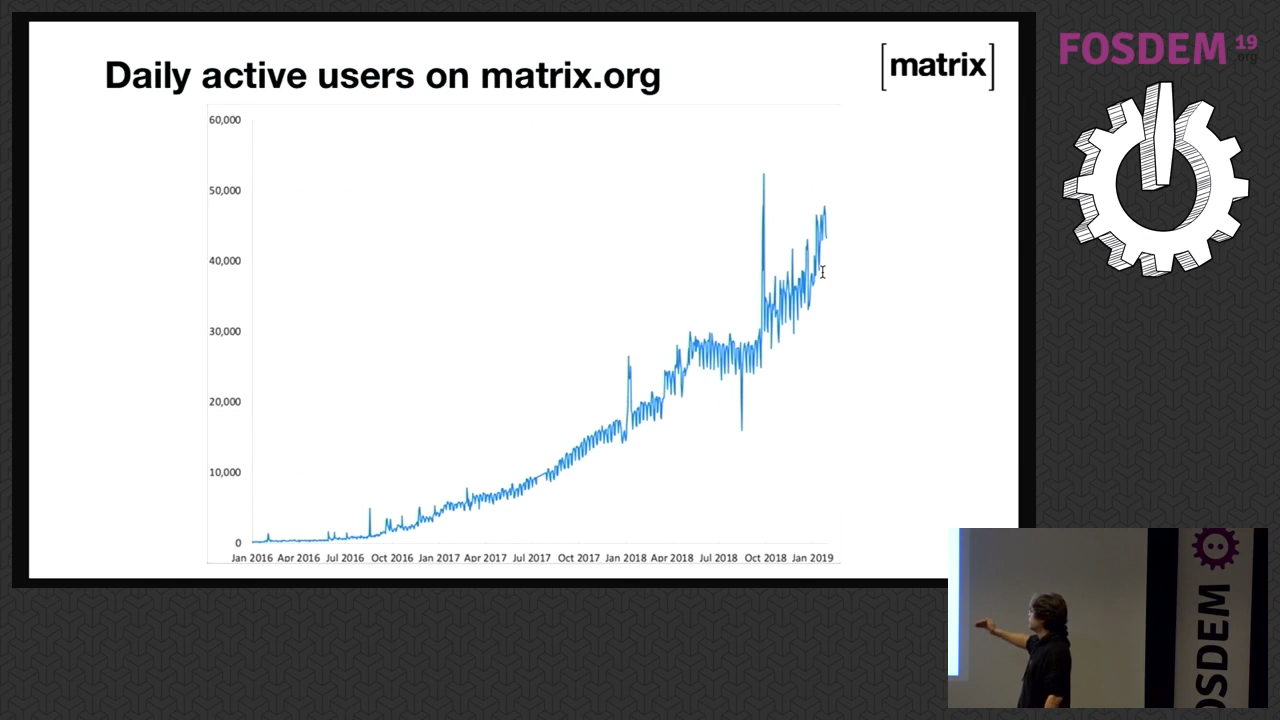 Daily active users on matrix.org
[matrix]
FOSDEM 19
.org
60,000
50,000
40,000
30,000
20,000
10,000
0
Jan 2016 Apr 2016 Jul 2016 Oct 2016 Jan 2017 Apr 2017 Jul 2017 Oct 2017 Jan 2018 Apr 2018 Jul 2018 Oct 2018 Jan 2019
OSDEM